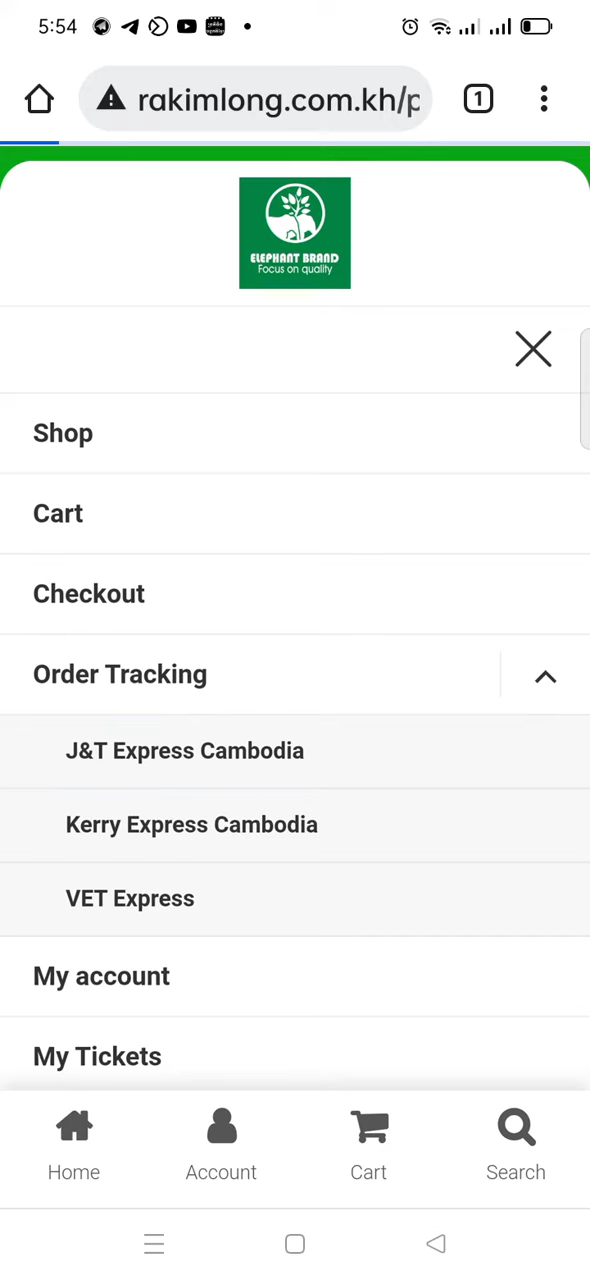 5:54
rakimlong.com.kh/p
1
ELEPHANT BRAND
Focus on quality
Shop
Cart
Checkout
Order Tracking
J&T Express Cambodia
Kerry Express Cambodia
VET Express
My account
My Tickets
Home
Account
Cart
Search